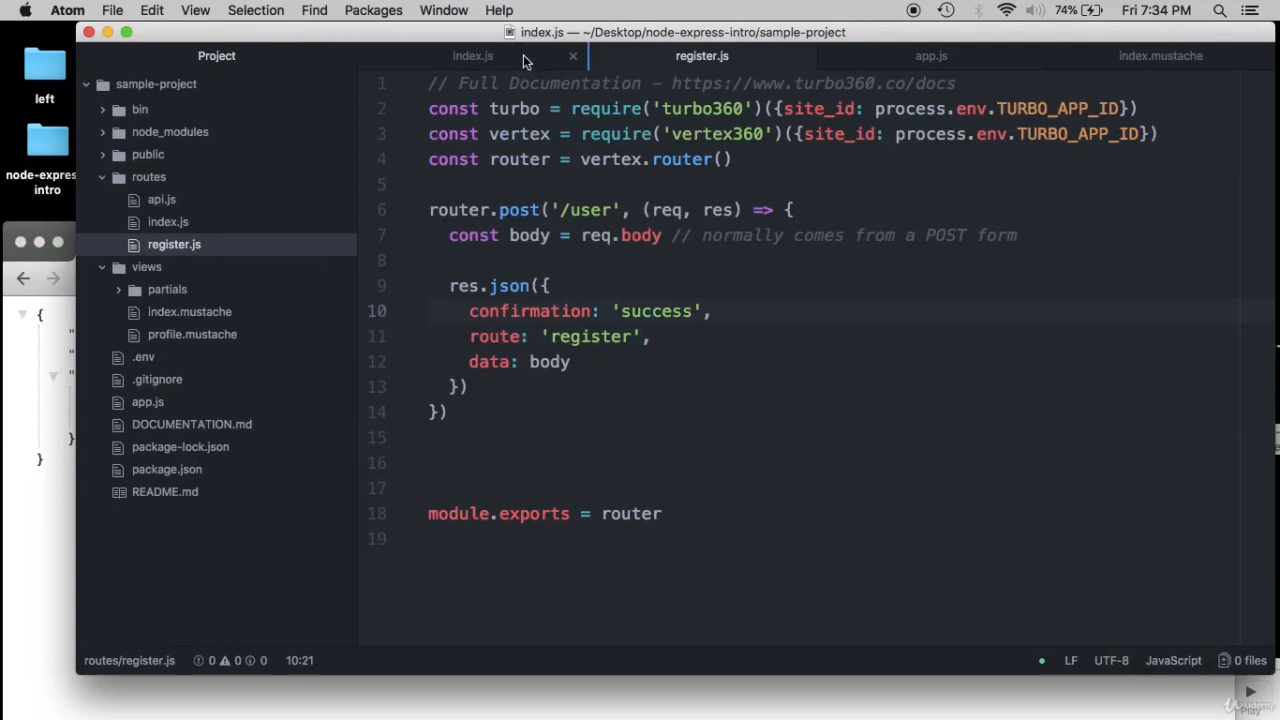 Atom File Edit View Selection Find Packages Window Help 74% Fri 7:34 PM
index.js — ~/Desktop/node-express-intro/sample-project
Project
index.js
register.js
app.js
index.mustache
left
node-express
intro
sample-project
bin
node_modules
public
routes
api.js
index.js
register.js
views
partials
index.mustache
profile.mustache
.env
.gitignore
app.js
DOCUMENTATION.md
package-lock.json
package.json
README.md
{
"
"
"
}
}
1 // Full Documentation — https://www.turbo360.co/docs
2 const turbo = require('turbo360')({site_id: process.env.TURBO_APP_ID})
3 const vertex = require('vertex360')({site_id: process.env.TURBO_APP_ID})
4 const router = vertex.router()
5
6 router.post('/user', (req, res) => {
7 const body = req.body // normally comes from a POST form
8
9 res.json({
10 confirmation: 'success',
11 route: 'register',
12 data: body
13 })
14 })
15
16
17
18 module.exports = router
19
routes/register.js 0 0 0 10:21 LF UTF-8 JavaScript 0 files
Play
Udemy